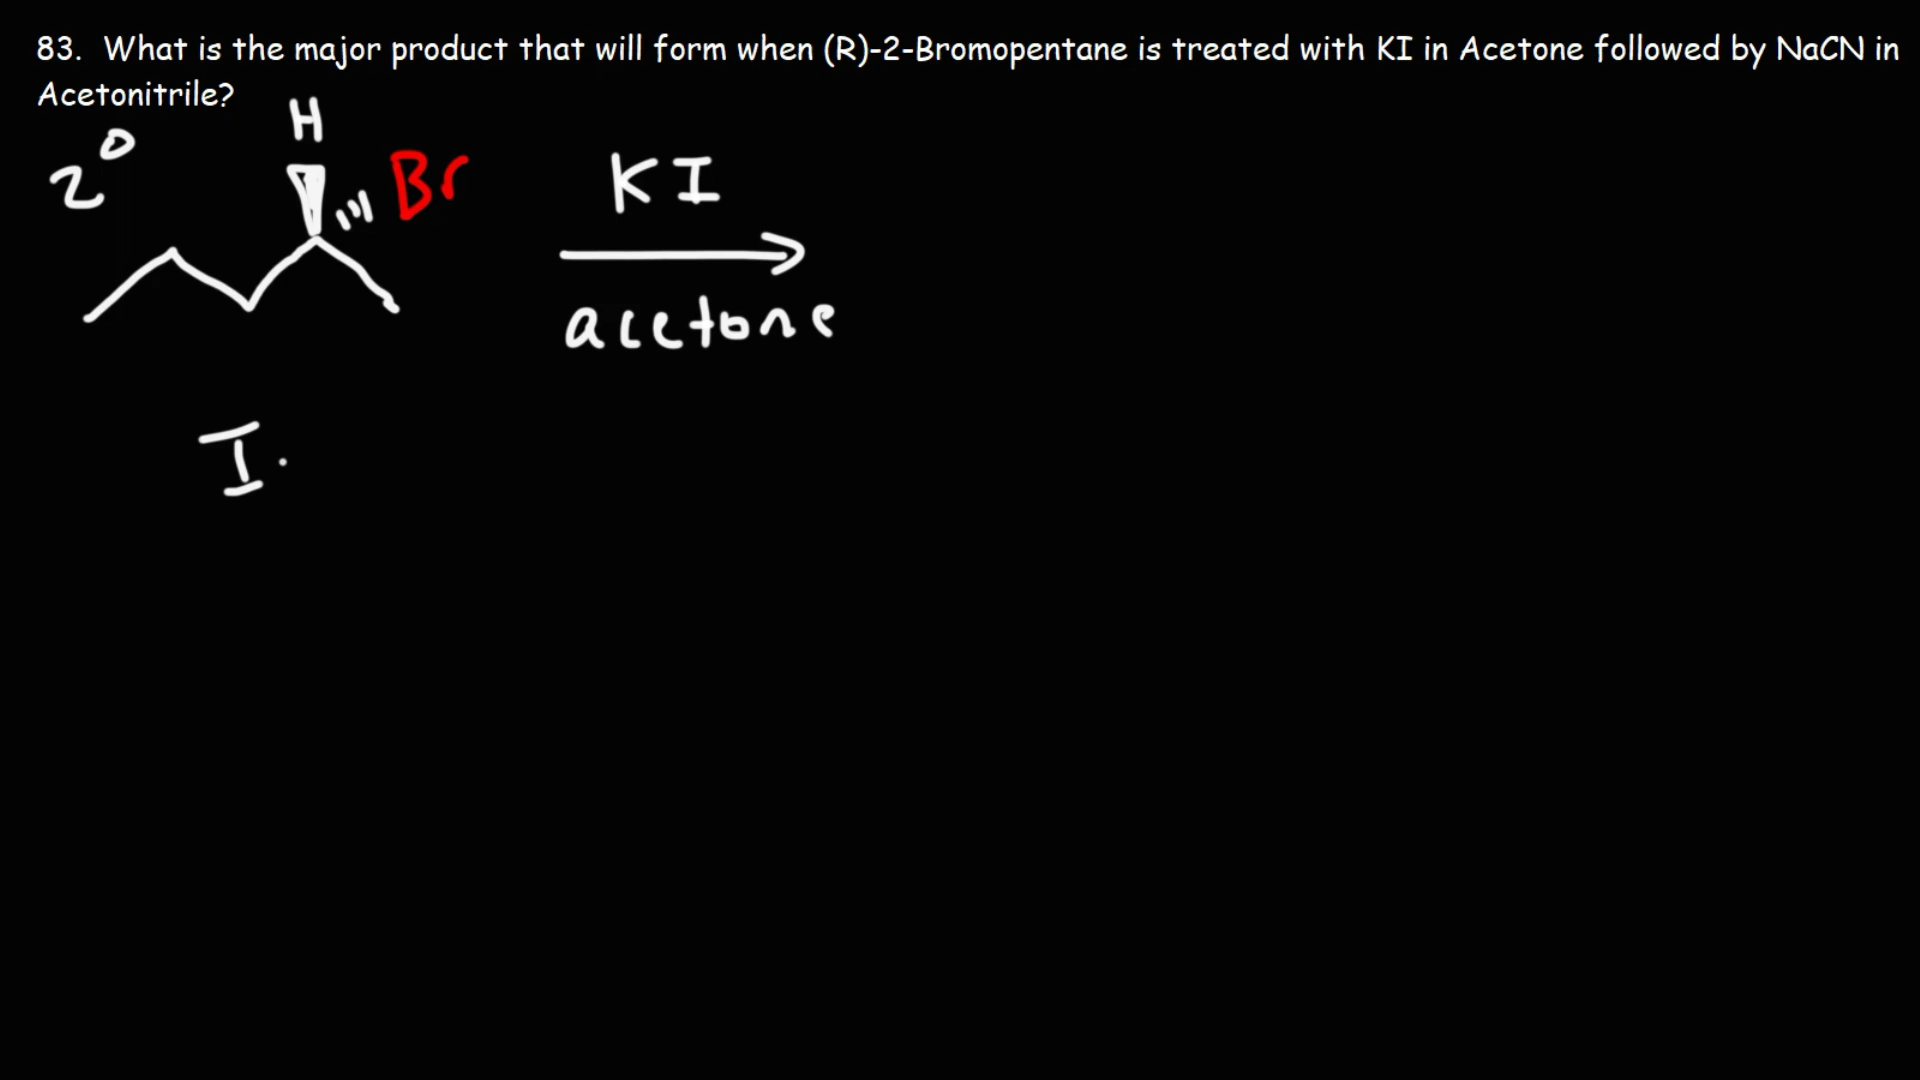 83. What is the major product that will form when (R)-2-Bromopentane is treated with KI in Acetone followed by NaCN in
Acetonitrile?
H
2° Br KI
acetone
I